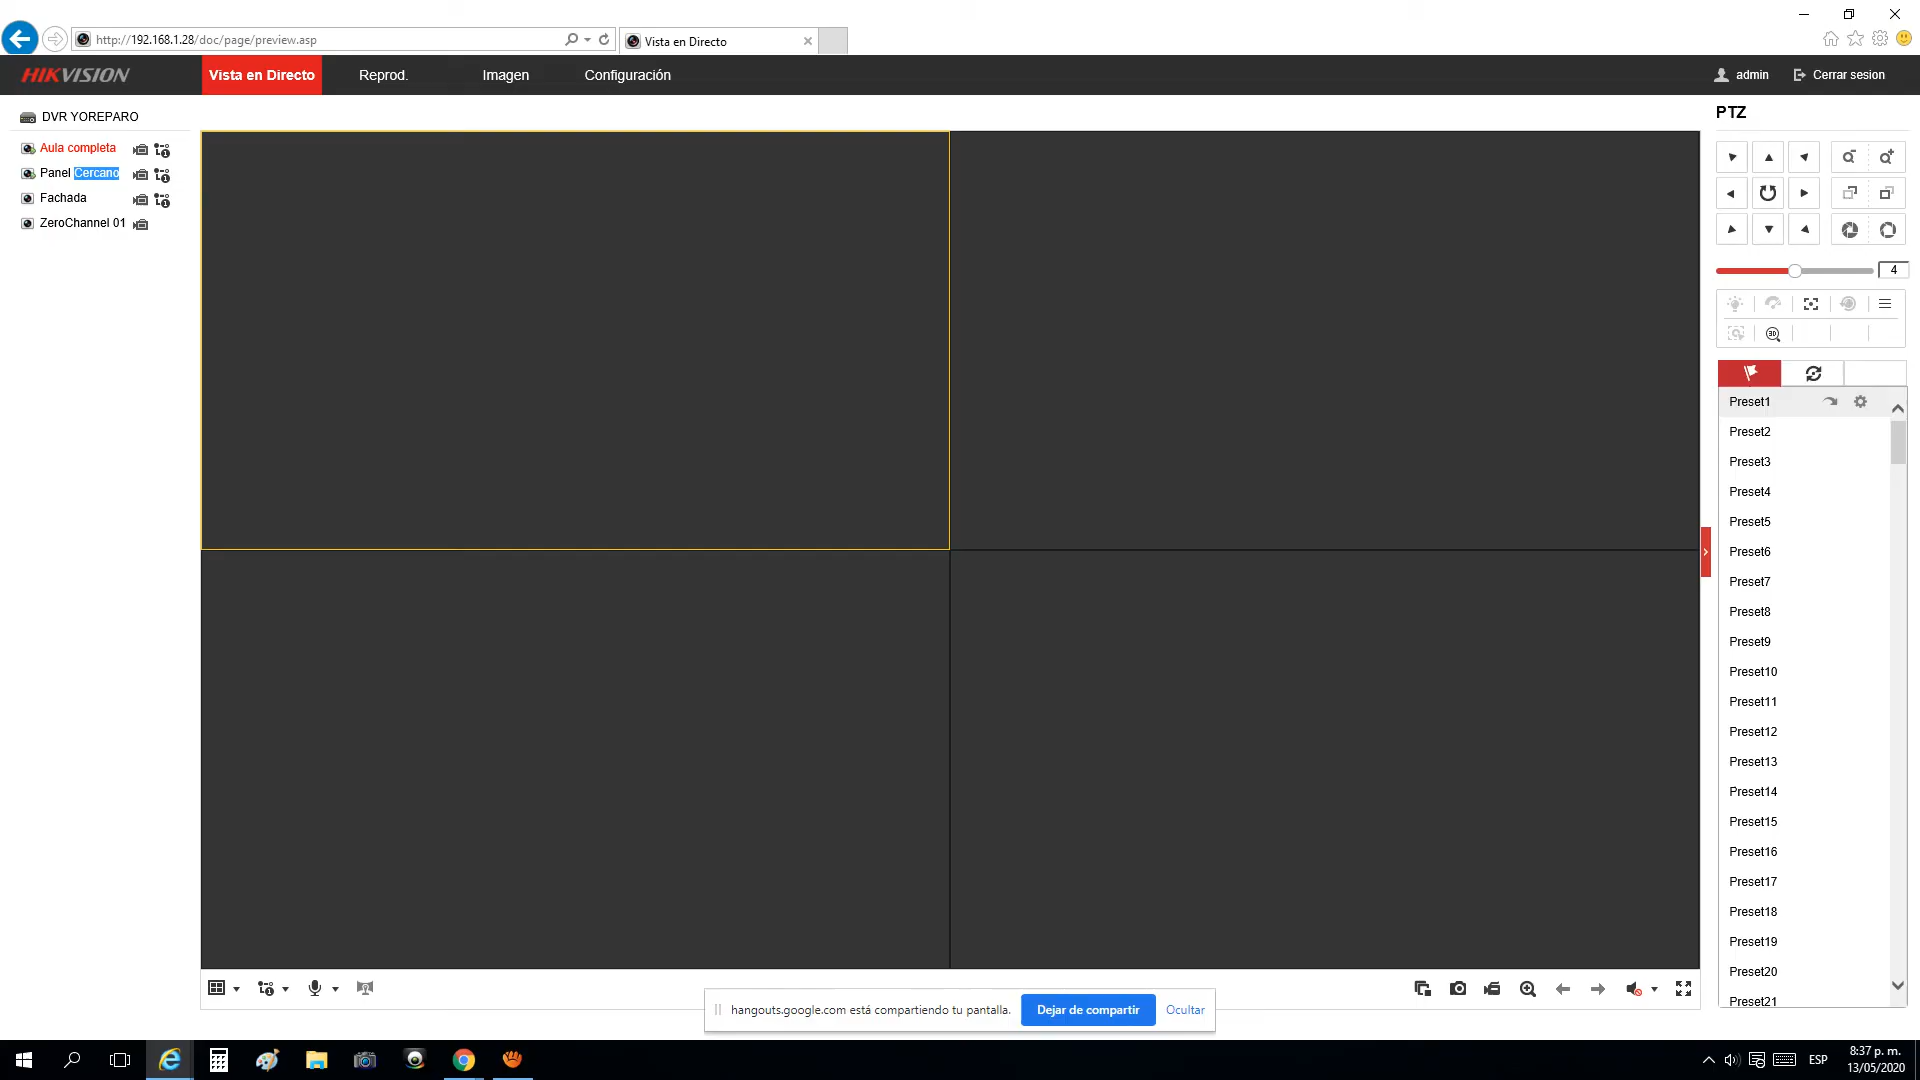 http://192.168.1.28/doc/page/preview.asp
Vista en Directo
HIKVISION
Vista en Directo
Reprod.
Imagen
Configuración
admin
Cerrar sesion
DVR YOREPARO
Aula completa
Panel Cercano
Fachada
ZeroChannel 01
PTZ
4
3D
Preset1
Preset2
Preset3
Preset4
Preset5
Preset6
Preset7
Preset8
Preset9
Preset10
Preset11
Preset12
Preset13
Preset14
Preset15
Preset16
Preset17
Preset18
Preset19
Preset20
Preset21
hangouts.google.com está compartiendo tu pantalla.
Dejar de compartir
Ocultar
ESP
8:37 p. m.
13/05/2020